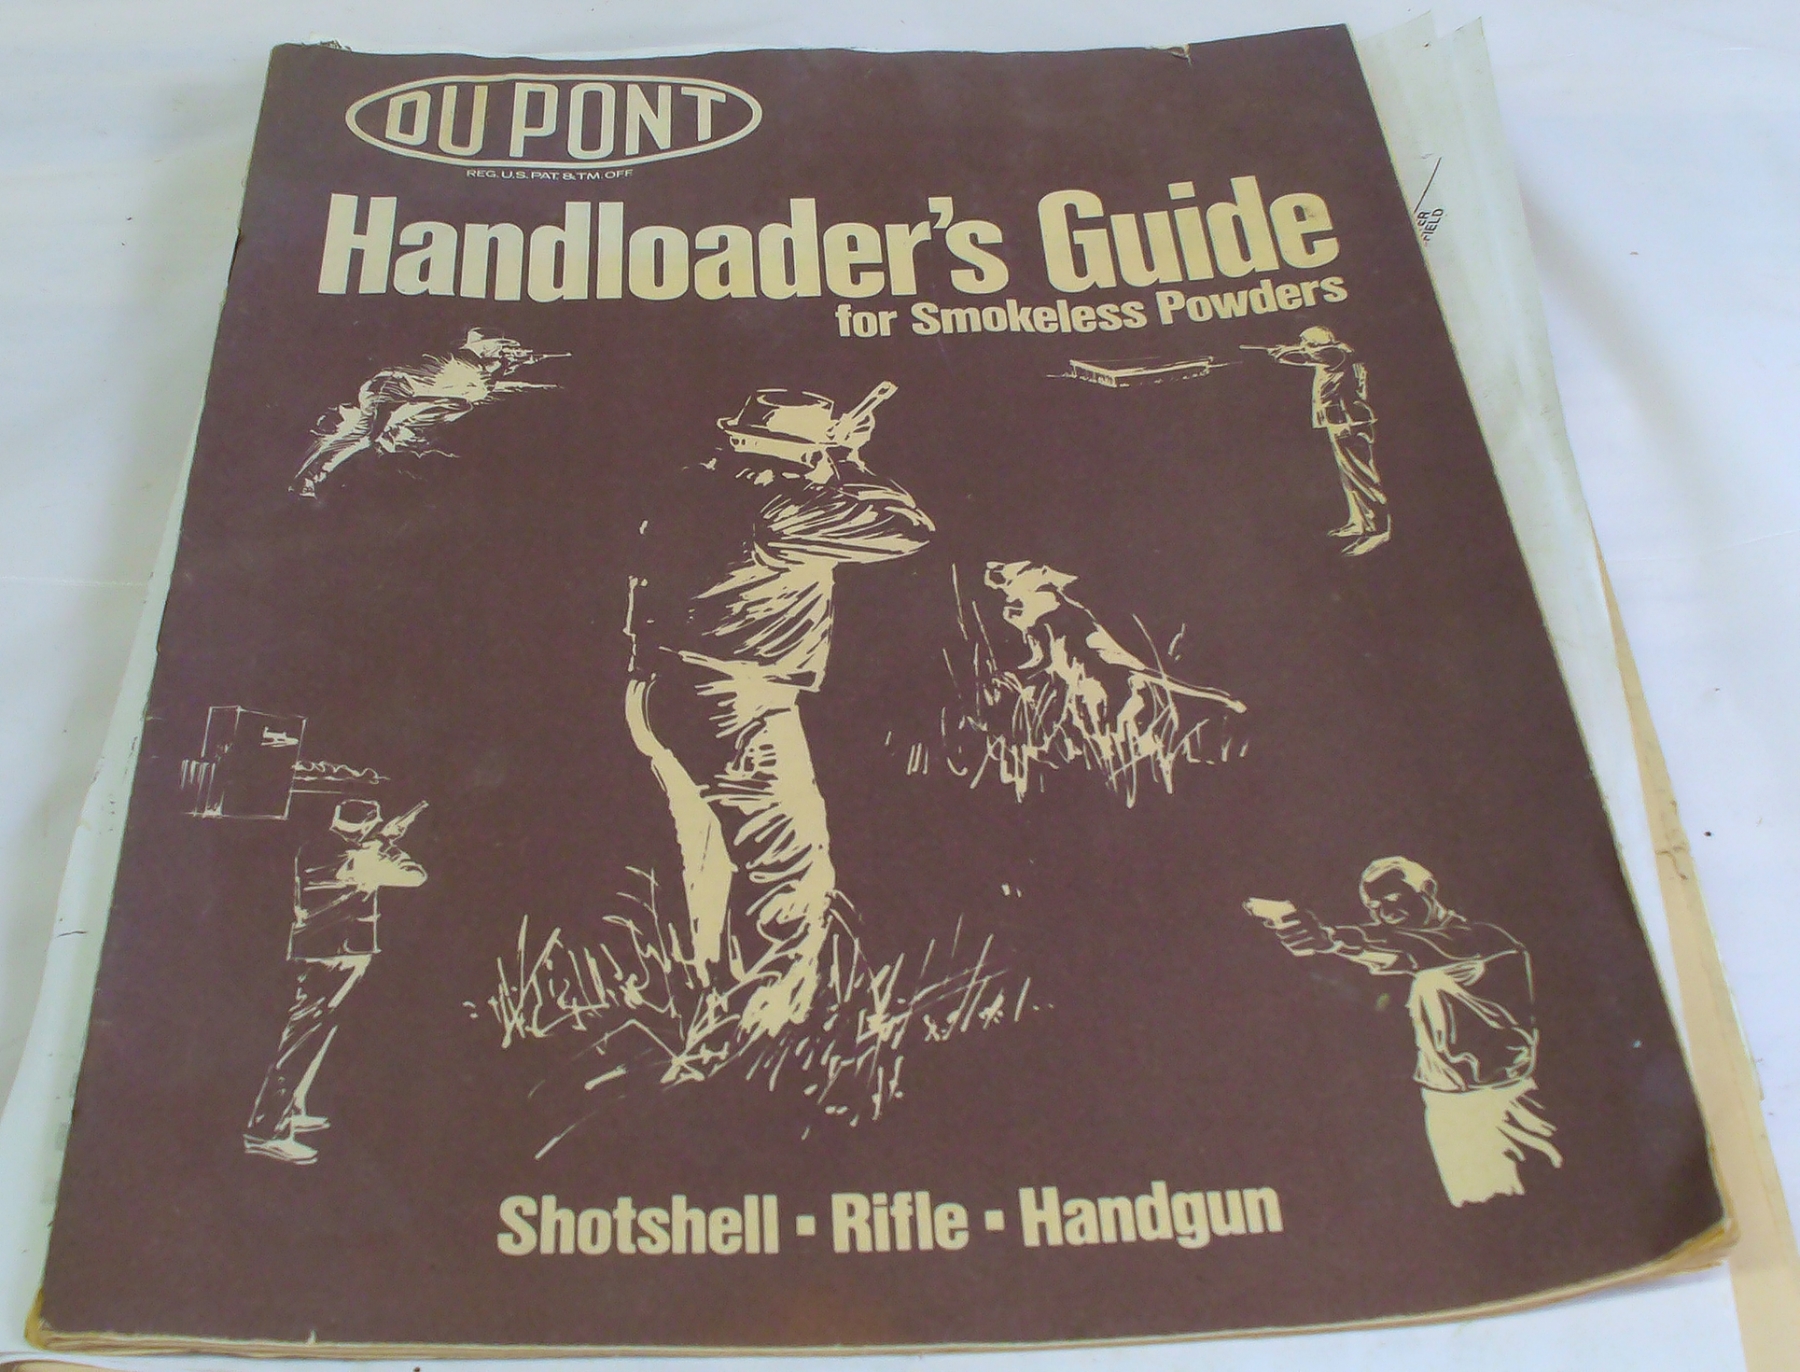 DU PONT
REG. U.S. PAT. & TM. OFF.
Handloader's Guide
for Smokeless Powders
Shotshell ▪ Rifle ▪ Handgun